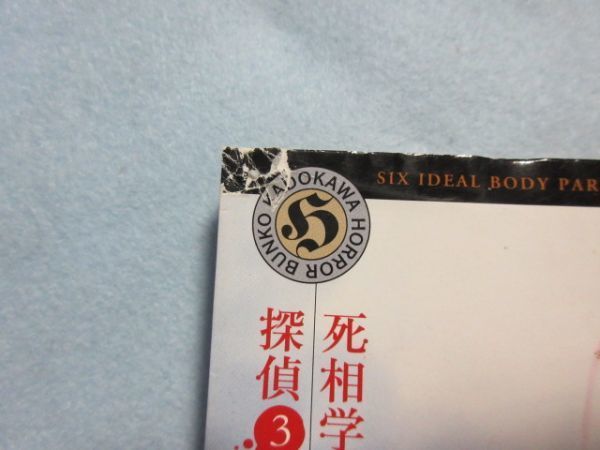 SIX IDEAL BODY PAR
KADOKAWA HORROR BUNKO
H
死相学
探偵3